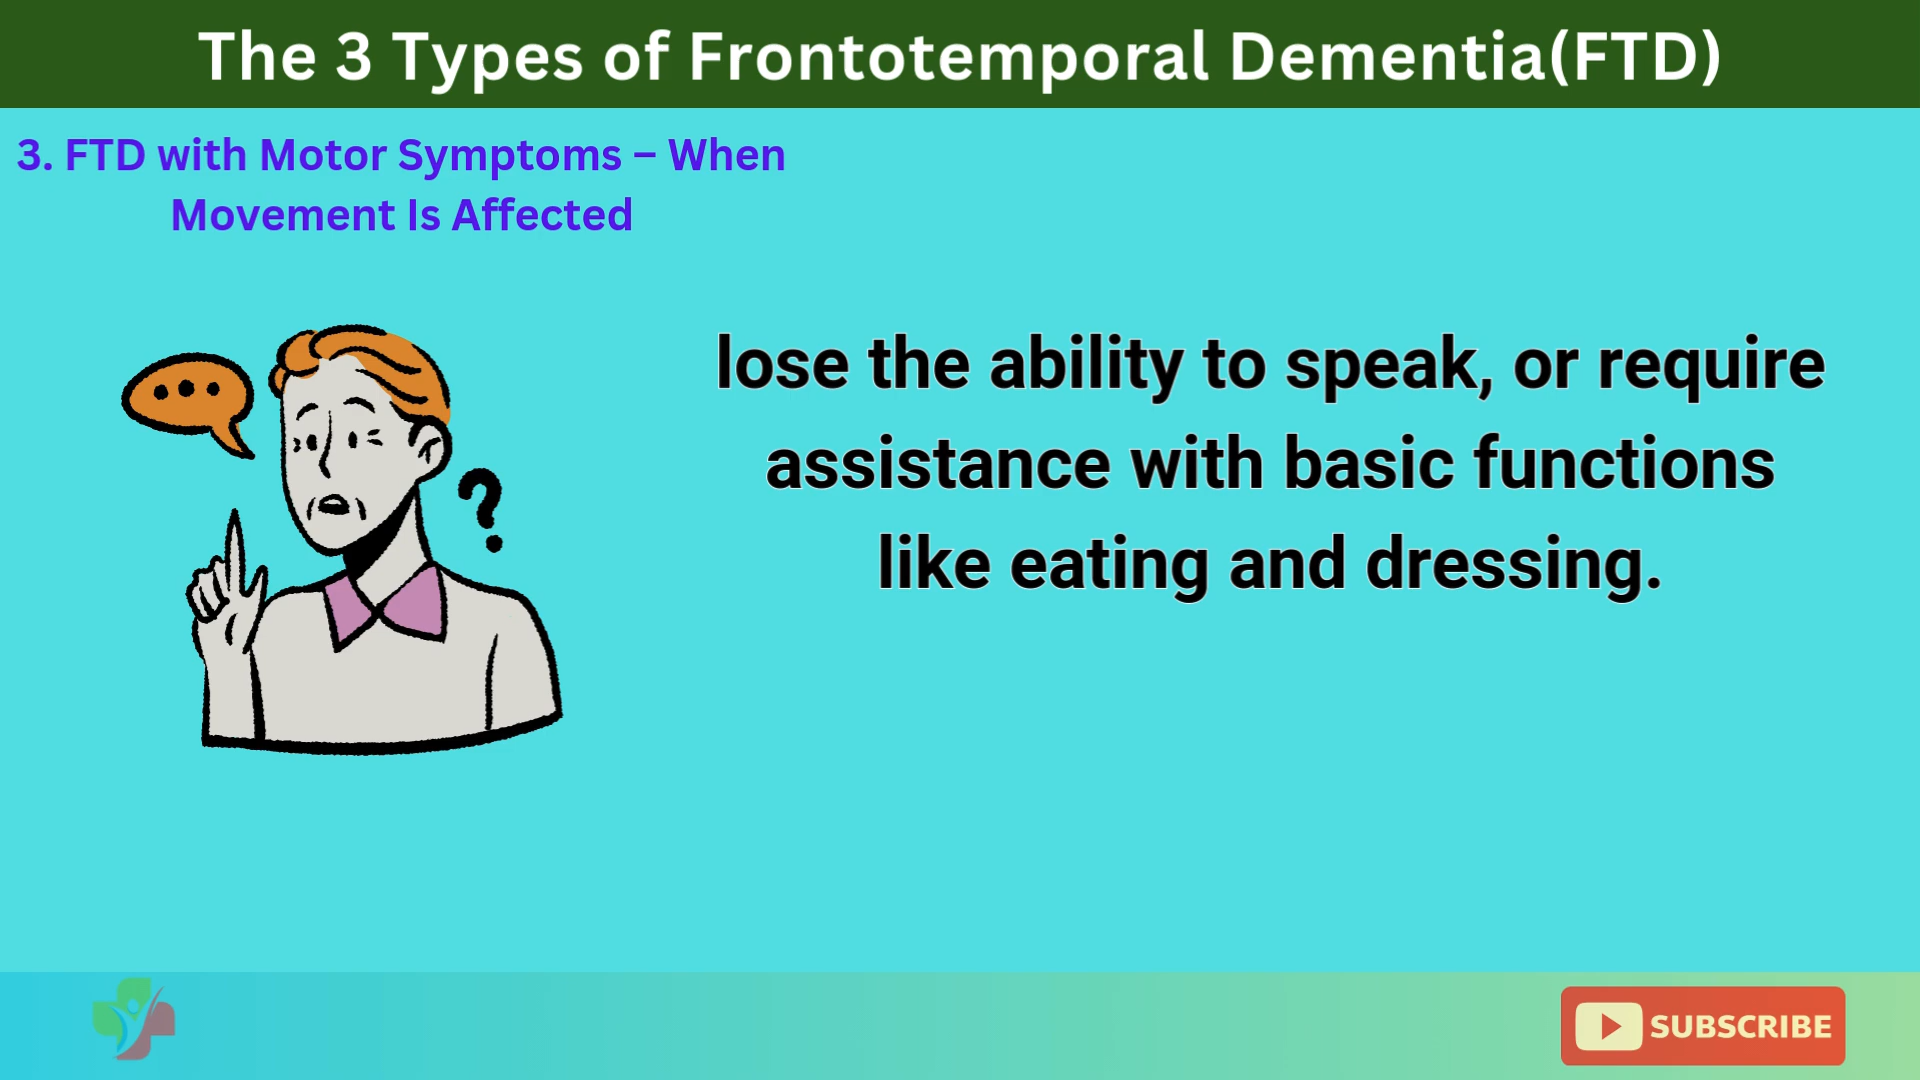 The 3 Types of Frontotemporal Dementia(FTD)
3. FTD with Motor Symptoms – When
Movement Is Affected
?
lose the ability to speak, or require
assistance with basic functions
like eating and dressing.
SUBSCRIBE